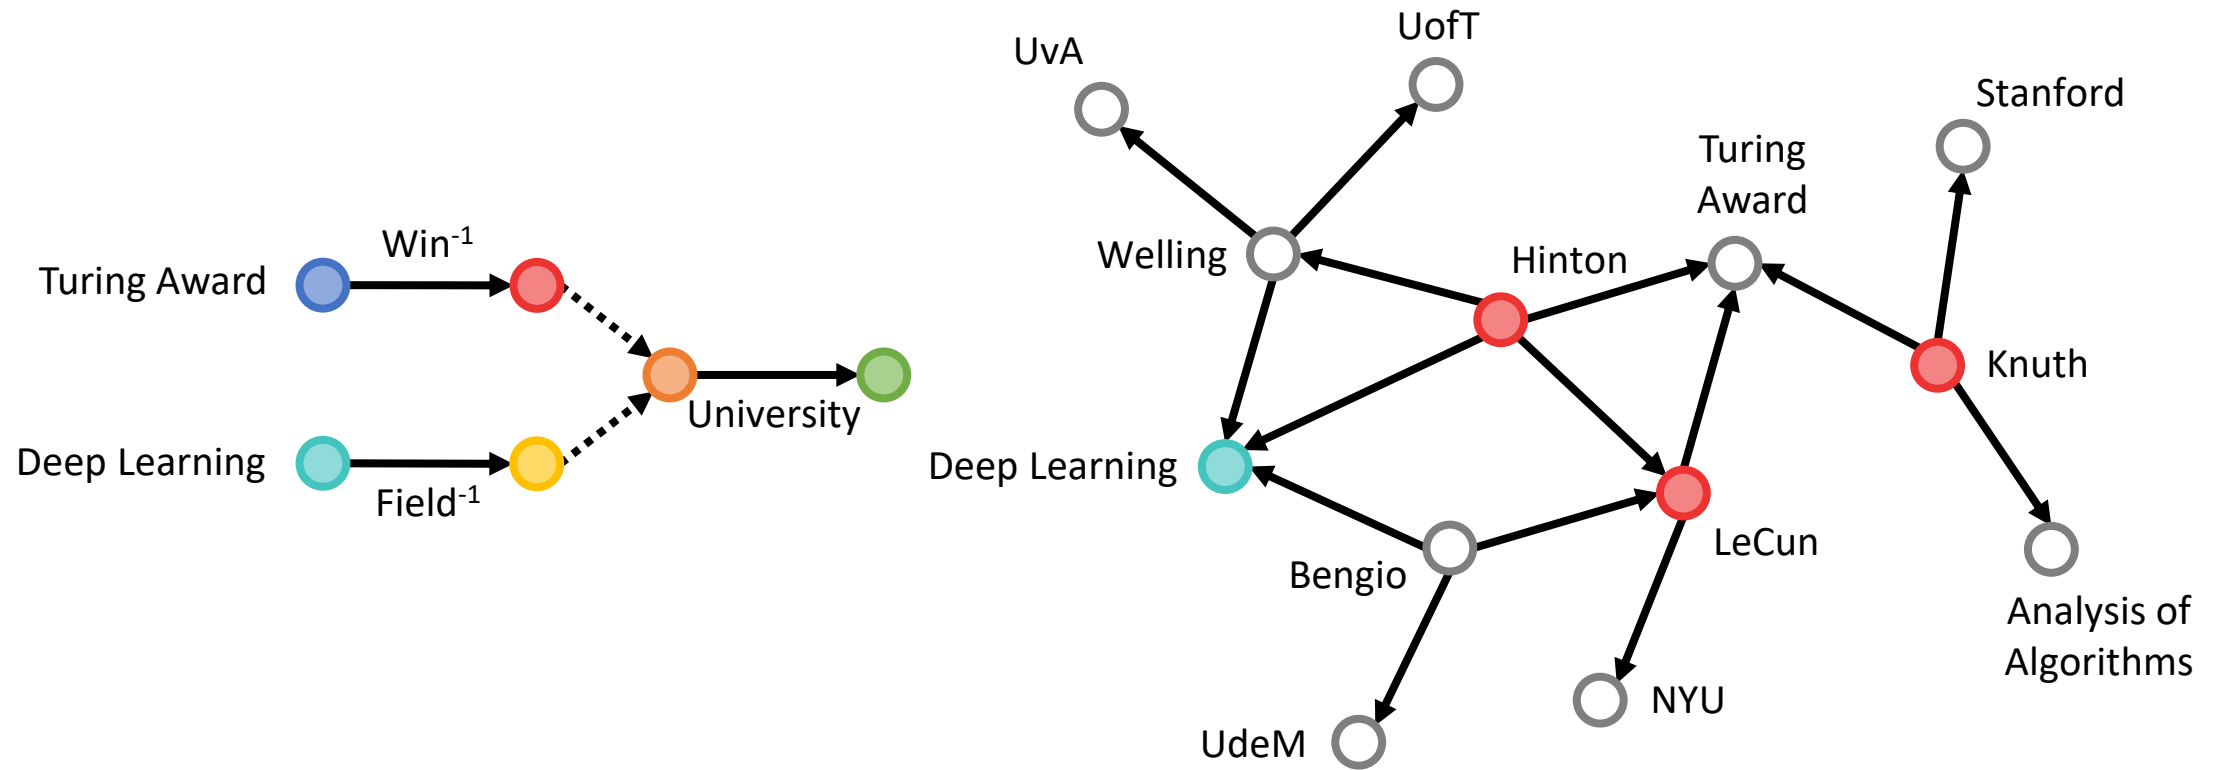 Turing Award
Win-1
Deep Learning
Field-1
University
UvA
UofT
Stanford
Turing
Award
Welling
Hinton
Knuth
Deep Learning
LeCun
Bengio
Analysis of
Algorithms
NYU
UdeM